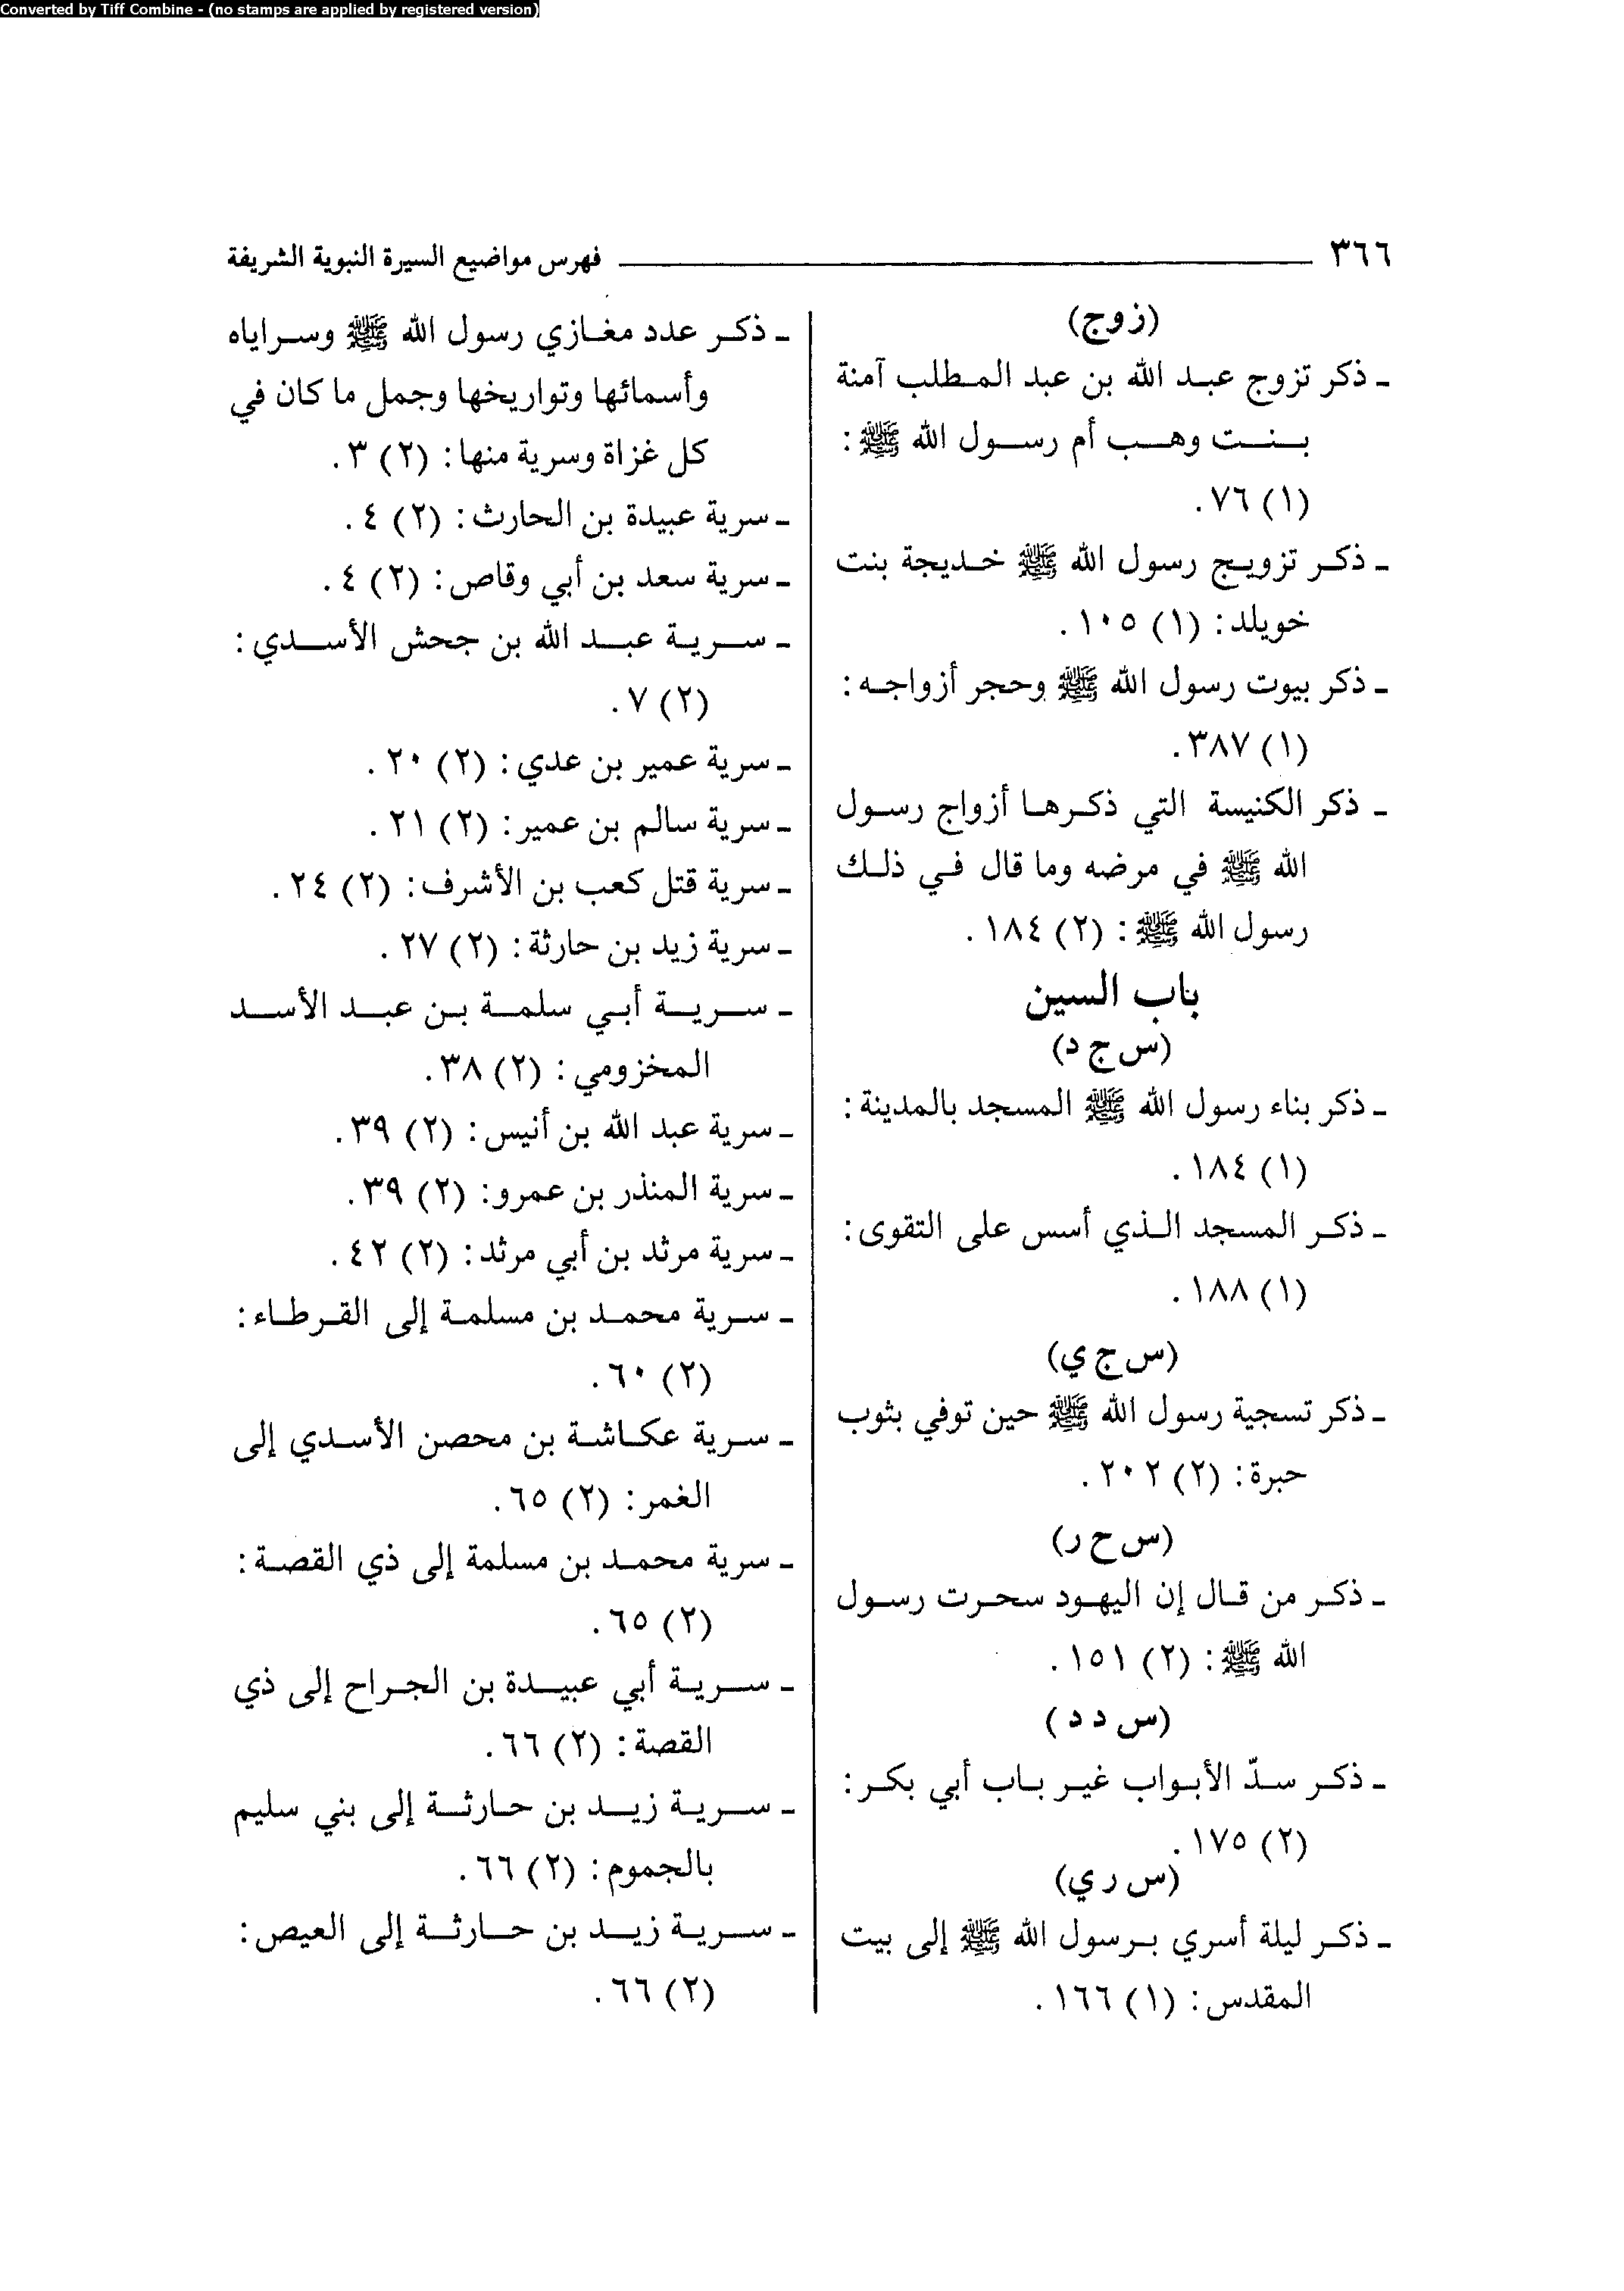 Converted by Tiff Combine - (no stamps are applied by registered version)
٣٦٦ فهرس مواضيع السيرة النبوية الشريفة
(زوج)
ـ ذكر تزوج عبد الله بن عبد المطلب آمنة
بنت وهب أم رسول الله ﷺ:
(١) ٧٦.
ـ ذكر تزويج رسول الله ﷺ خديجة بنت
خويلد: (١) ١٠٥.
ـ ذكر بيوت رسول الله ﷺ وحجر أزواجه:
(١) ٣٨٧.
ـ ذكر الكنيسة التي ذكرها أزواج رسول
الله ﷺ في مرضه وما قال في ذلك
رسول الله ﷺ: (٢) ١٨٤.
باب السين
(س ج د)
ـ ذكر بناء رسول الله ﷺ المسجد بالمدينة:
(١) ١٨٤.
ـ ذكر المسجد الذي أسس على التقوى:
(١) ١٨٨.
(س ج ي)
ـ ذكر تسجية رسول الله ﷺ حين توفي بثوب
حبرة: (٢) ٢٠٢.
(س ح ر)
ـ ذكر من قال إن اليهود سحرت رسول
الله ﷺ: (٢) ١٥١.
(س د د)
ـ ذكر سدّ الأبواب غير باب أبي بكر:
(٢) ١٧٥.
(س ر ي)
ـ ذكر ليلة أسري برسول الله ﷺ إلى بيت
المقدس: (١) ١٦٦.
ـ ذكر عدد مغازي رسول الله ﷺ وسراياه
وأسمائها وتواريخها وجمل ما كان في
كل غزاة وسرية منها: (٢) ٣.
ـ سرية عبيدة بن الحارث: (٢) ٤.
ـ سرية سعد بن أبي وقاص: (٢) ٤.
ـ سرية عبد الله بن جحش الأسدي:
(٢) ٧.
ـ سرية عمير بن عدي: (٢) ٢٠.
ـ سرية سالم بن عمير: (٢) ٢١.
ـ سرية قتل كعب بن الأشرف: (٢) ٢٤.
ـ سرية زيد بن حارثة: (٢) ٢٧.
ـ سرية أبي سلمة بن عبد الأسد
المخزومي: (٢) ٣٨.
ـ سرية عبد الله بن أنيس: (٢) ٣٩.
ـ سرية المنذر بن عمرو: (٢) ٣٩.
ـ سرية مرثد بن أبي مرثد: (٢) ٤٢.
ـ سرية محمد بن مسلمة إلى القرطاء:
(٢) ٦٠.
ـ سرية عكاشة بن محصن الأسدي إلى
الغمر: (٢) ٦٥.
ـ سرية محمد بن مسلمة إلى ذي القصة:
(٢) ٦٥.
ـ سرية أبي عبيدة بن الجراح إلى ذي
القصة: (٢) ٦٦.
ـ سرية زيد بن حارثة إلى بني سليم
بالجموم: (٢) ٦٦.
ـ سرية زيد بن حارثة إلى العيص:
(٢) ٦٦.